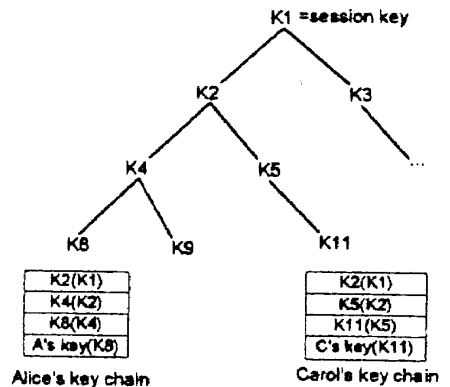 K1 =session key
K2
K3
K4
K5
...
K8
K9
K11
K2(K1)
K4(K2)
K8(K4)
A's key(K8)
Alice's key chain
K2(K1)
K5(K2)
K11(K5)
C's key(K11)
Carol's key chain